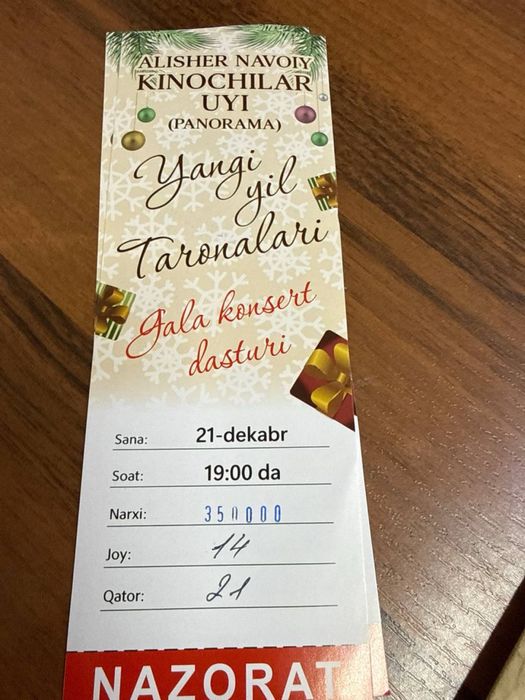 ALISHER NAVOIY
KINOCHILAR
UYI
(PANORAMA)
Yangi
yil
Taronalari
Gala konsert
dasturi
Sana: 21-dekabr
Soat: 19:00 da
Narxi: 350000
Joy: 14
Qator: 21
NAZORAT